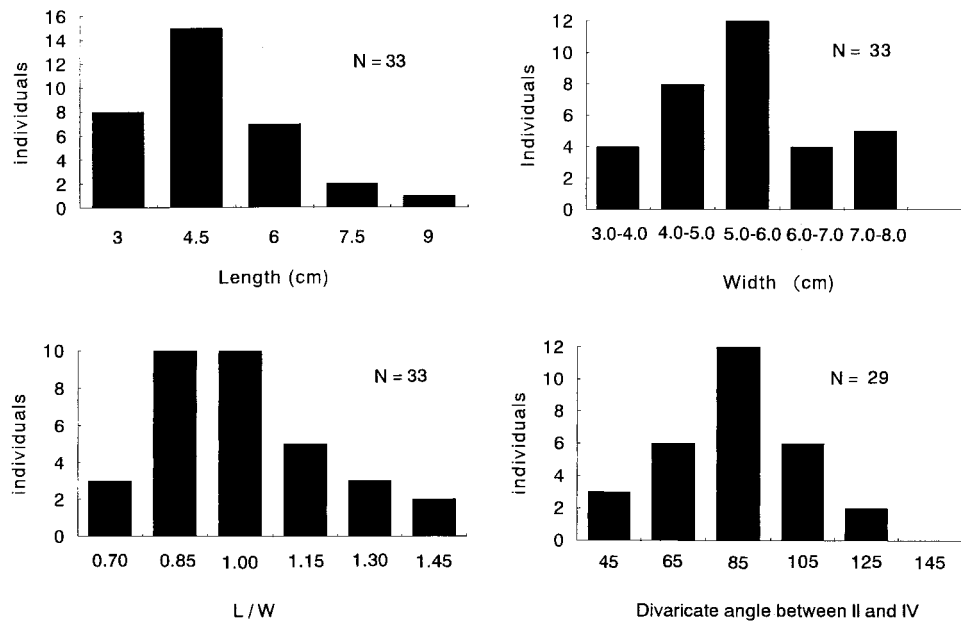 16
14
12
10
8
6
4
2
0
individuals
N = 33
3 4.5 6 7.5 9
Length (cm)
12
10
8
6
4
2
0
Individuals
N = 33
3.0-4.0 4.0-5.0 5.0-6.0 6.0-7.0 7.0-8.0
Width (cm)
10
8
6
4
2
0
individuals
N = 33
0.70 0.85 1.00 1.15 1.30 1.45
L / W
12
10
8
6
4
2
0
individuals
N = 29
45 65 85 105 125 145
Divaricate angle between II and IV